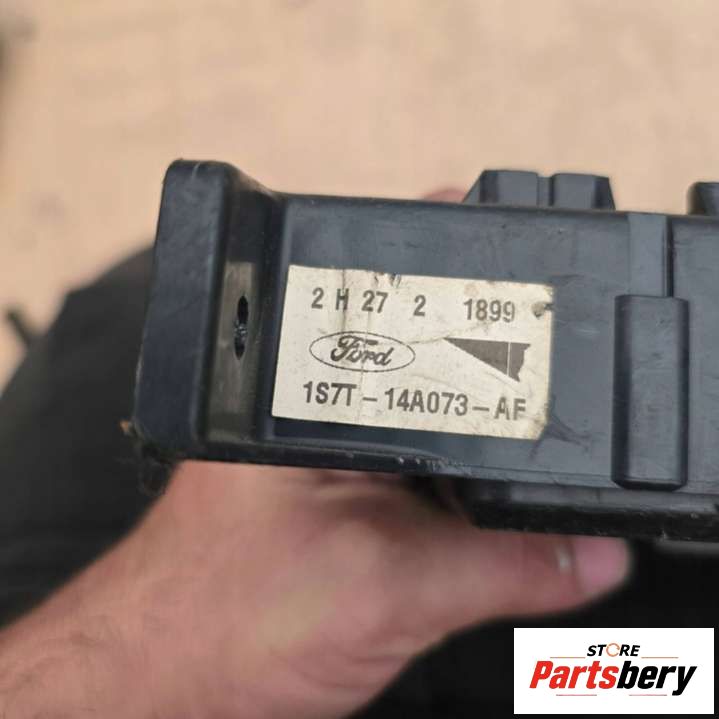 2 H 27 2 1899
Ford
1S7T-14A073-AF
STORE
Partsbery